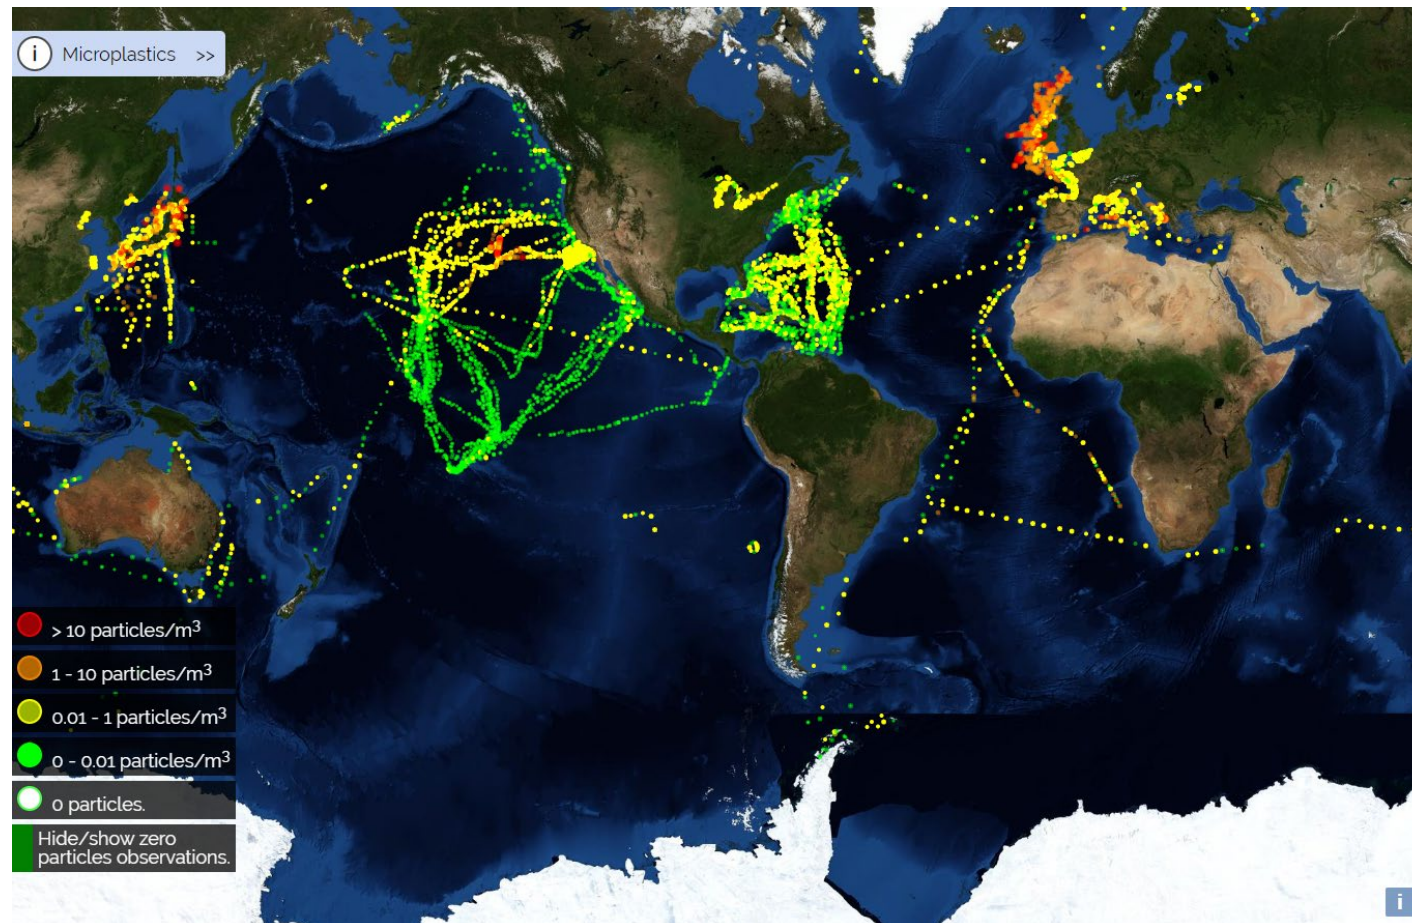 i Microplastics >>
> 10 particles/m³
1 - 10 particles/m³
0.01 - 1 particles/m³
0 - 0.01 particles/m³
0 particles.
Hide/show zero
particles observations.
i